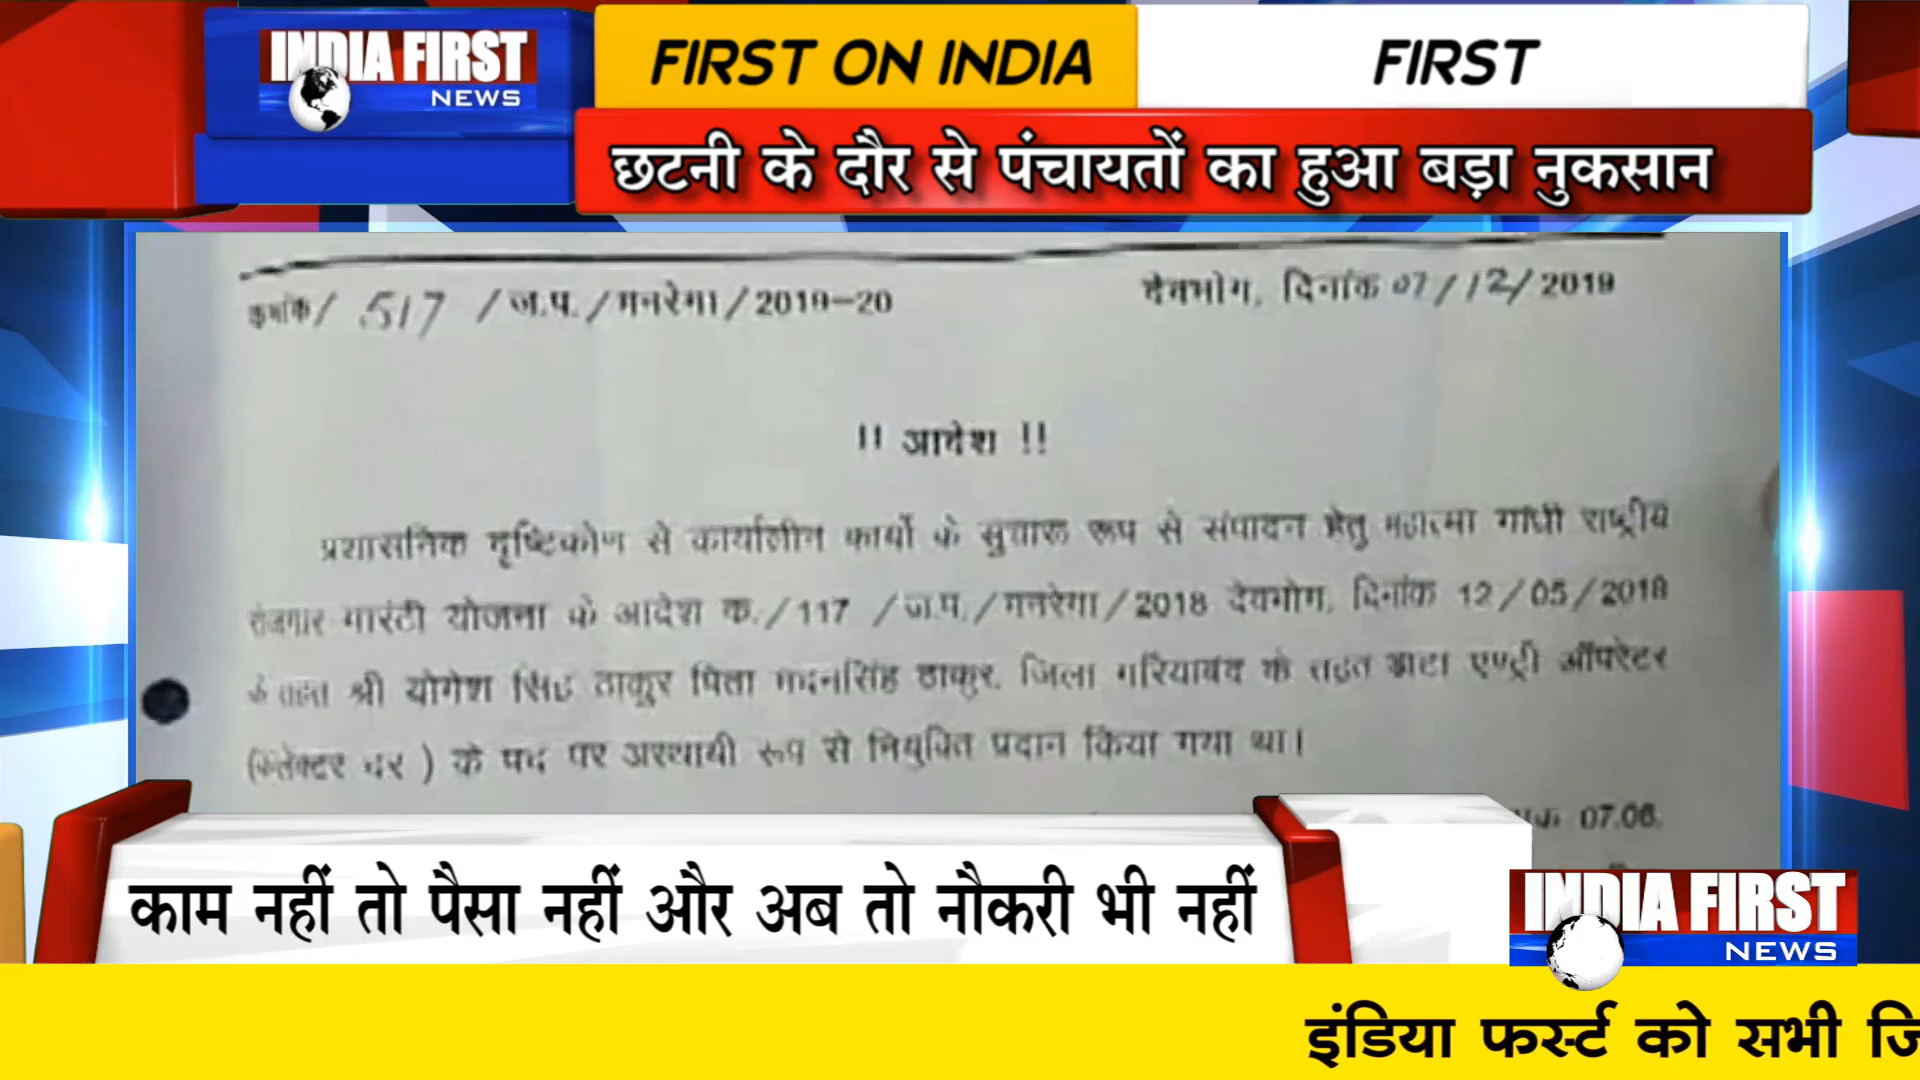 INDIA FIRST
NEWS
FIRST ON INDIA FIRST
छटनी के दौर से पंचायतों का हुआ बड़ा नुकसान
क्रमांक/ 517 /ज.प./मनरेगा/2019-20
देवभोग, दिनांक 07/12/2019
!! आदेश !!
प्रशासनिक दृष्टिकोण से कार्यालीन कार्यो के सुचारू रूप से संपादन हेतु महात्मा गांधी राष्ट्रीय
रोजगार गारंटी योजना के आदेश क्र./117 /ज.प./मनरेगा/2018 देवभोग, दिनांक 12/05/2018
के तहत श्री योगेश सिंह ठाकुर पिता मदनसिंह ठाकुर, जिला गरियाबंद के तहत डाटा एण्ट्री ऑपरेटर
(कलेक्टर दर ) के पद पर अस्थायी रूप से नियुक्ति प्रदान किया गया था।
07.06.
काम नहीं तो पैसा नहीं और अब तो नौकरी भी नहीं
INDIA FIRST
NEWS
इंडिया फर्स्ट को सभी जि